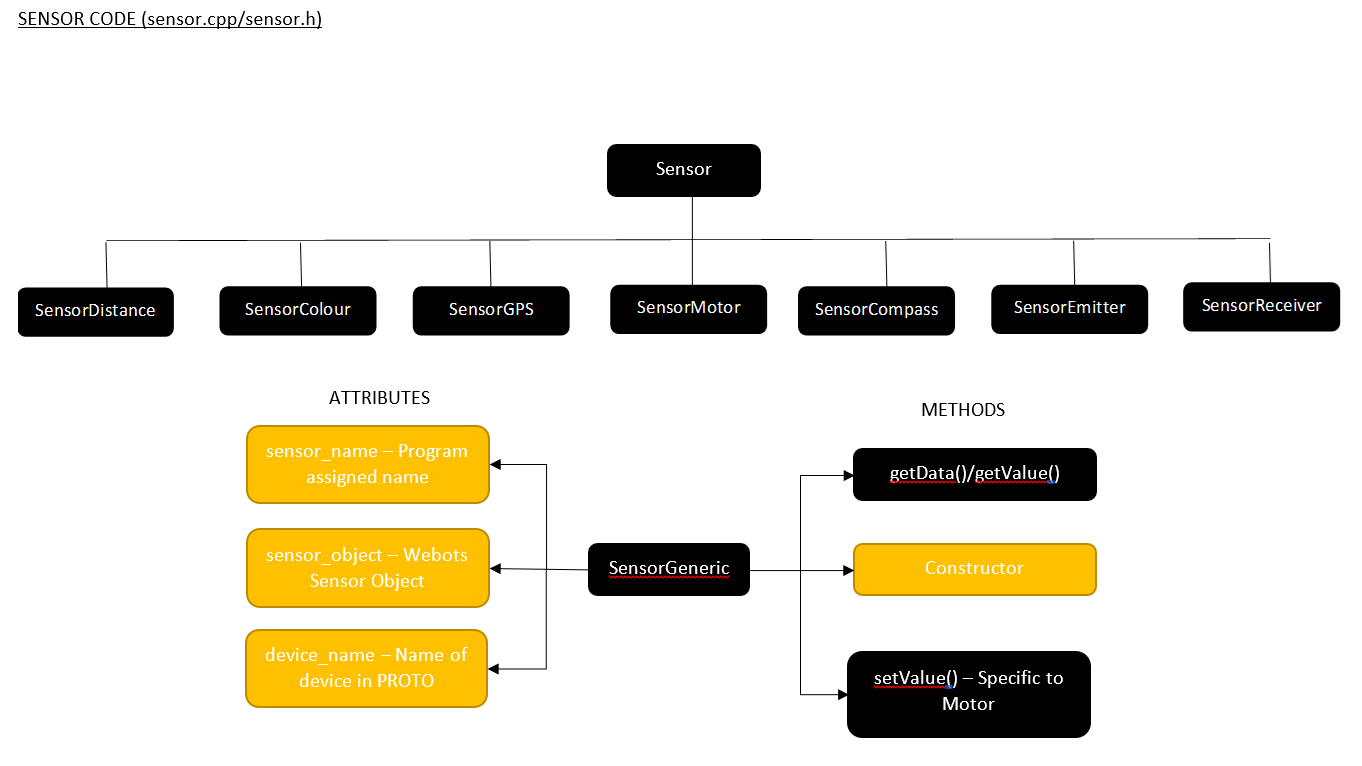 SENSOR CODE (sensor.cpp/sensor.h)
Sensor
SensorDistance
SensorColour
SensorGPS
SensorMotor
SensorCompass
SensorEmitter
SensorReceiver
ATTRIBUTES
sensor_name – Program
assigned name
sensor_object – Webots
Sensor Object
device_name – Name of
device in PROTO
SensorGeneric
METHODS
getData()/getValue()
Constructor
setValue() – Specific to
Motor